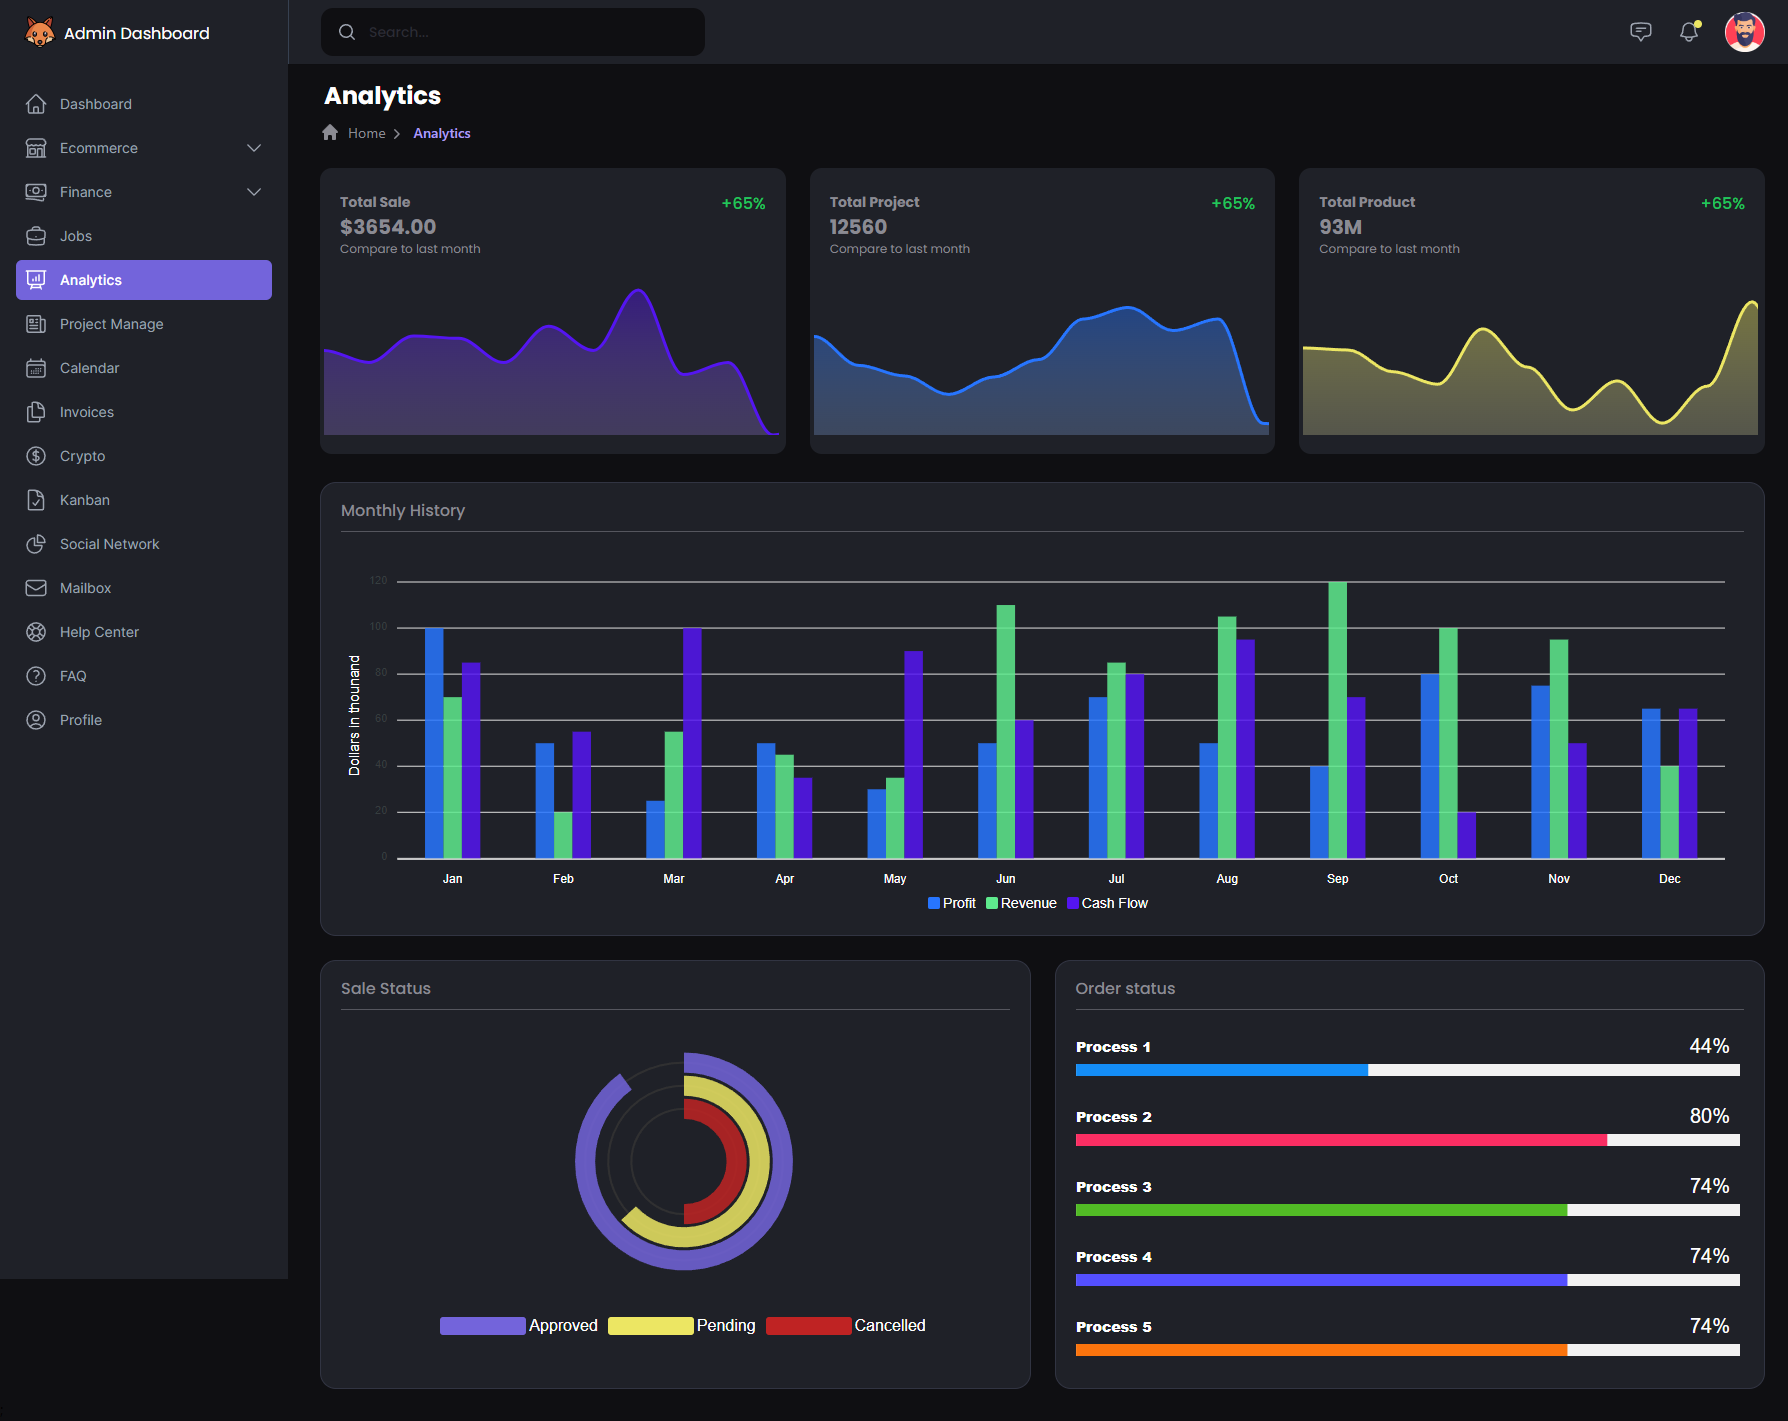 Admin Dashboard
Search...
Dashboard
Ecommerce
Finance
Jobs
Analytics
Project Manage
Calendar
Invoices
Crypto
Kanban
Social Network
Mailbox
Help Center
FAQ
Profile
Analytics
Home > Analytics
Total Sale +65%
$3654.00
Compare to last month
Total Project +65%
12560
Compare to last month
Total Product +65%
93M
Compare to last month
Monthly History
120
100
80
60
40
20
0
Dollars in thounand
Jan Feb Mar Apr May Jun Jul Aug Sep Oct Nov Dec
Profit Revenue Cash Flow
Sale Status
Approved Pending Cancelled
Order status
Process 1 44%
Process 2 80%
Process 3 74%
Process 4 74%
Process 5 74%